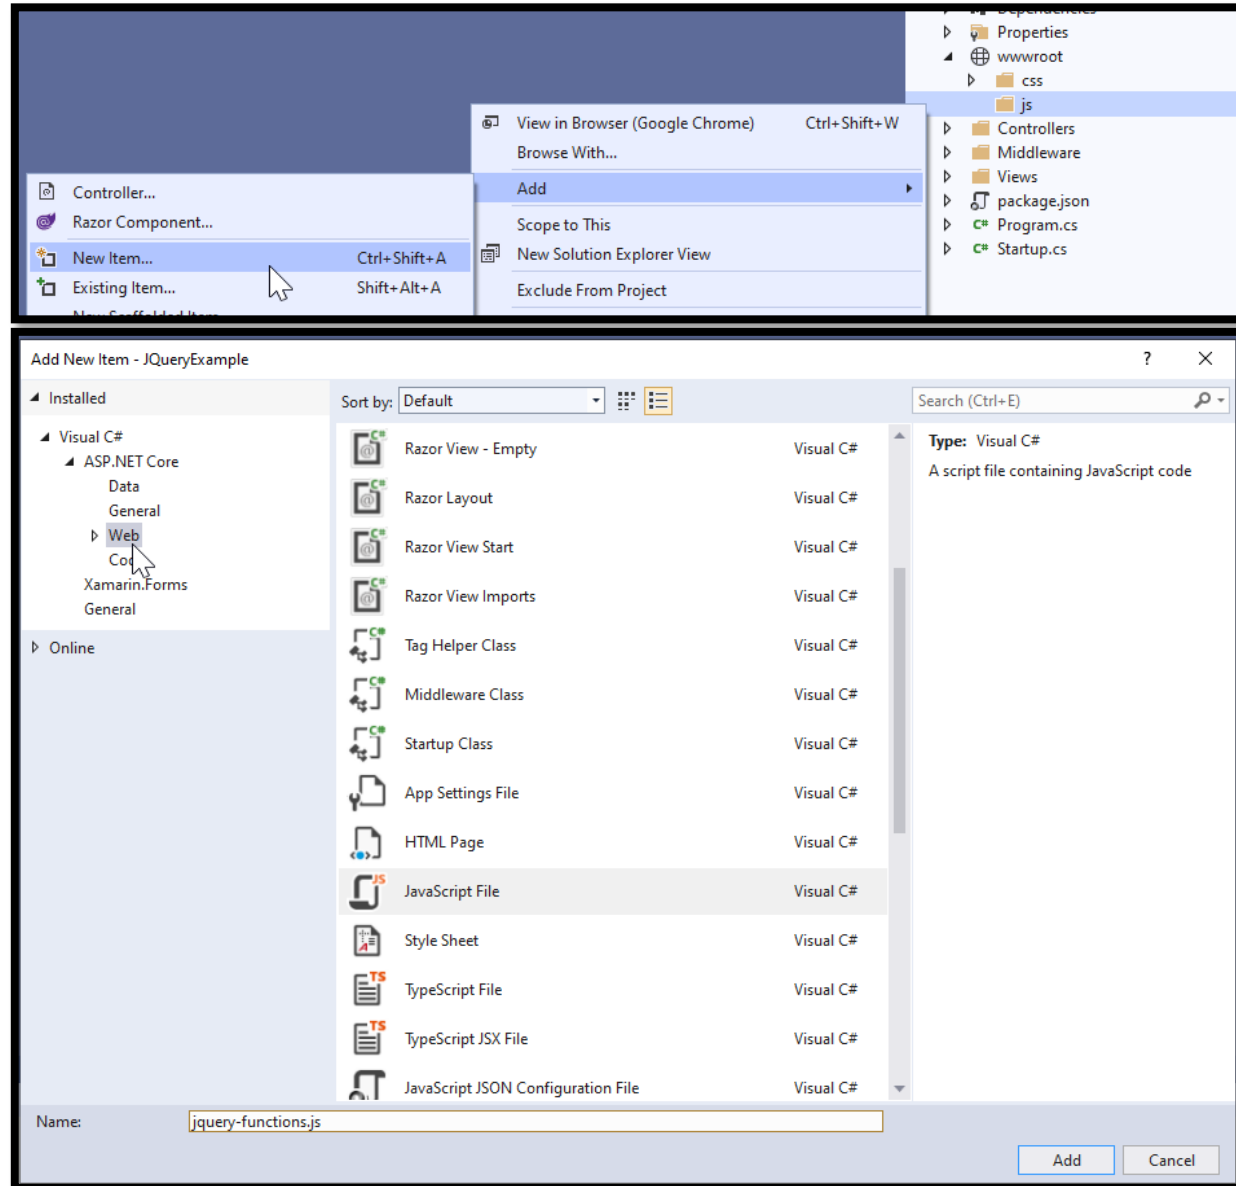 Dependencies
Properties
wwwroot
css
js
Controllers
Middleware
Views
package.json
C# Program.cs
C# Startup.cs
View in Browser (Google Chrome) Ctrl+Shift+W
Browse With...
Add
Scope to This
New Solution Explorer View
Exclude From Project
Controller...
Razor Component...
New Item... Ctrl+Shift+A
Existing Item... Shift+Alt+A
New Scaffolded Item...
Add New Item - JQueryExample ?
Installed
Visual C#
ASP.NET Core
Data
General
Web
Xamarin.Forms
General
Online
Sort by: Default
Search (Ctrl+E)
Razor View - Empty Visual C#
Razor Layout Visual C#
Razor View Start Visual C#
Razor View Imports Visual C#
Tag Helper Class Visual C#
Middleware Class Visual C#
Startup Class Visual C#
App Settings File Visual C#
HTML Page Visual C#
JavaScript File Visual C#
Style Sheet Visual C#
TypeScript File Visual C#
TypeScript JSX File Visual C#
JavaScript JSON Configuration File Visual C#
Type: Visual C#
A script file containing JavaScript code
Name: jquery-functions.js
Add Cancel